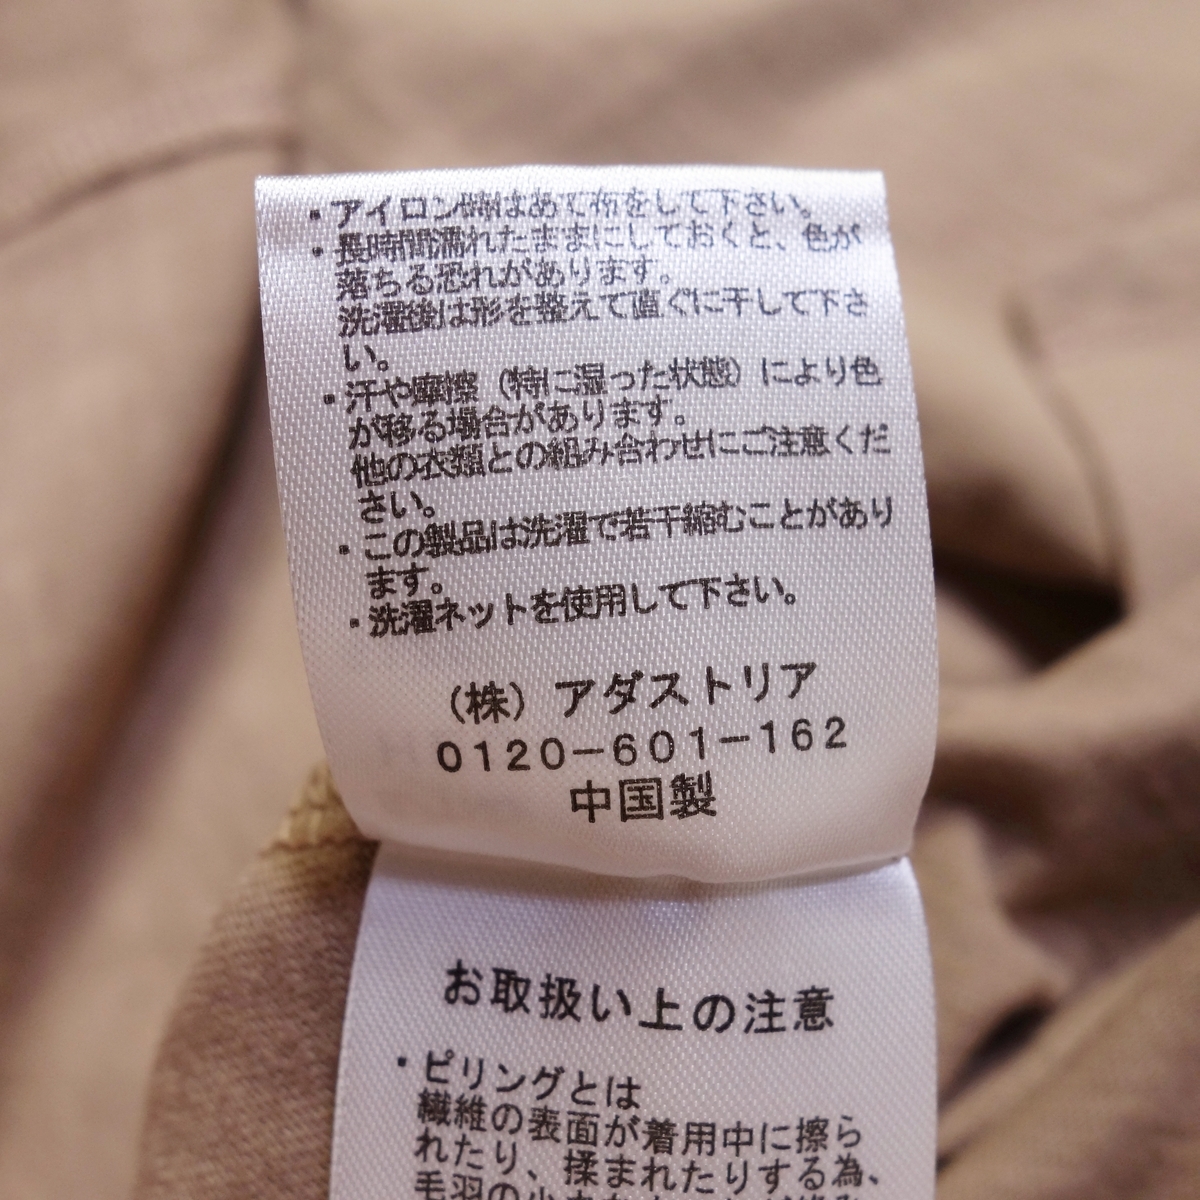 ・アイロン時はあて布をして下さい。
・長時間濡れたままにしておくと、色が
落ちる恐れがあります。
洗濯後は形を整えて直ぐに干して下さ
い。
・汗や摩擦（特に湿った状態）により色
が移る場合があります。
他の衣類との組み合わせにご注意くだ
さい。
・この製品は洗濯で若干縮むことがあり
ます。
・洗濯ネットを使用して下さい。
（株）アダストリア
0120－601－162
中国製
お取扱い上の注意
・ピリングとは
繊維の表面が着用中に擦ら
れたり、揉まれたりする為、
毛羽の